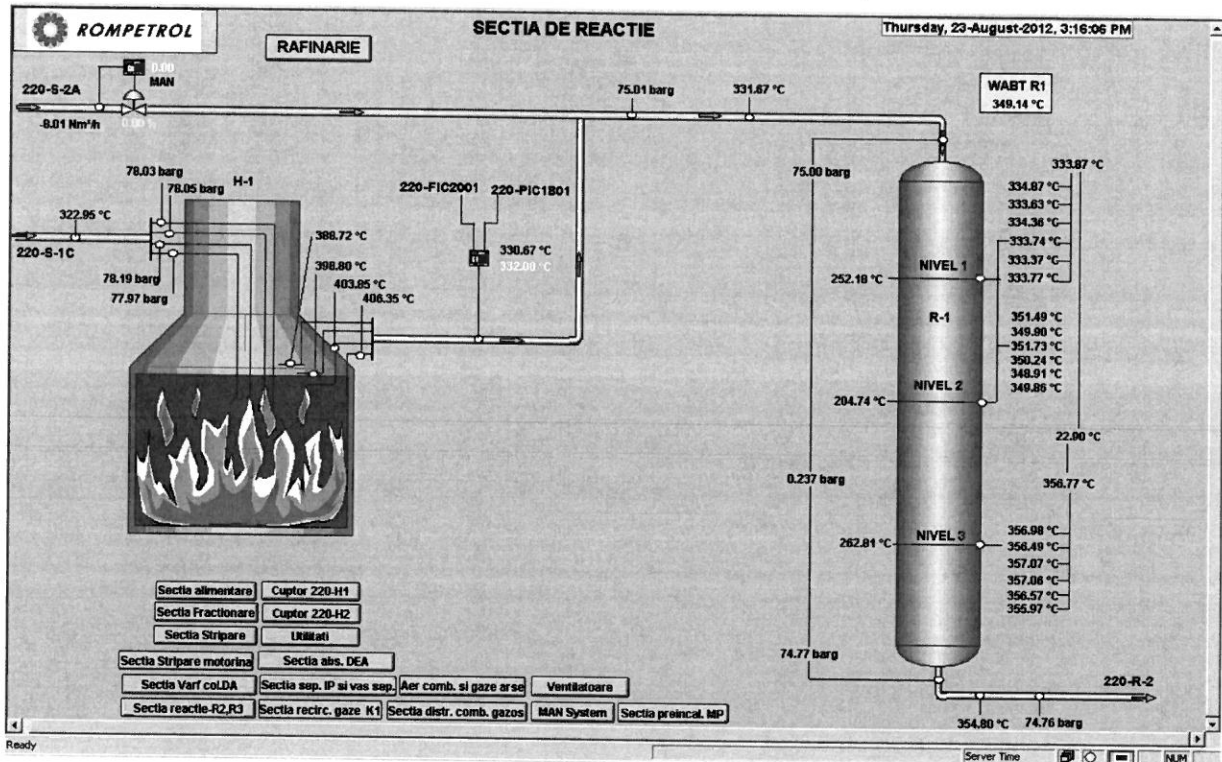 ROMPETROL
RAFINARIE
SECTIA DE REACTIE
Thursday, 23-August-2012, 3:16:06 PM
0.00
MAN
220-S-2A
-8.01 Nm³/h
75.01 barg
331.67 °C
WABT R1
349.14 °C
78.03 barg
78.05 barg
H-1
322.95 °C
220-S-1C
78.19 barg
77.97 barg
388.72 °C
398.80 °C
403.85 °C
406.35 °C
220-FIC2001
220-PIC1801
330.67 °C
332.00 °C
75.00 barg
333.87 °C
334.87 °C
333.63 °C
334.36 °C
333.74 °C
333.37 °C
333.77 °C
NIVEL 1
252.18 °C
R-1
351.49 °C
349.90 °C
351.73 °C
350.24 °C
348.91 °C
349.86 °C
NIVEL 2
204.74 °C
22.90 °C
0.237 barg
356.77 °C
NIVEL 3
262.81 °C
356.98 °C
356.49 °C
357.07 °C
357.06 °C
356.57 °C
355.97 °C
74.77 barg
220-R-2
354.80 °C
74.76 barg
Sectia alimentare
Cuptor 220-H1
Sectia Fractionare
Cuptor 220-H2
Sectia Stripare
Utilitati
Sectia Stripare motorina
Sectia abs. DEA
Sectia Varf col.DA
Sectia sep. IP si vas sep.
Aer comb. si gaze arse
Ventilatoare
Sectia reactie-R2,R3
Sectia recirc. gaze K1
Sectia distr. comb. gazos
MAN System
Sectia preincal. MP
Ready
Server Time
NUM